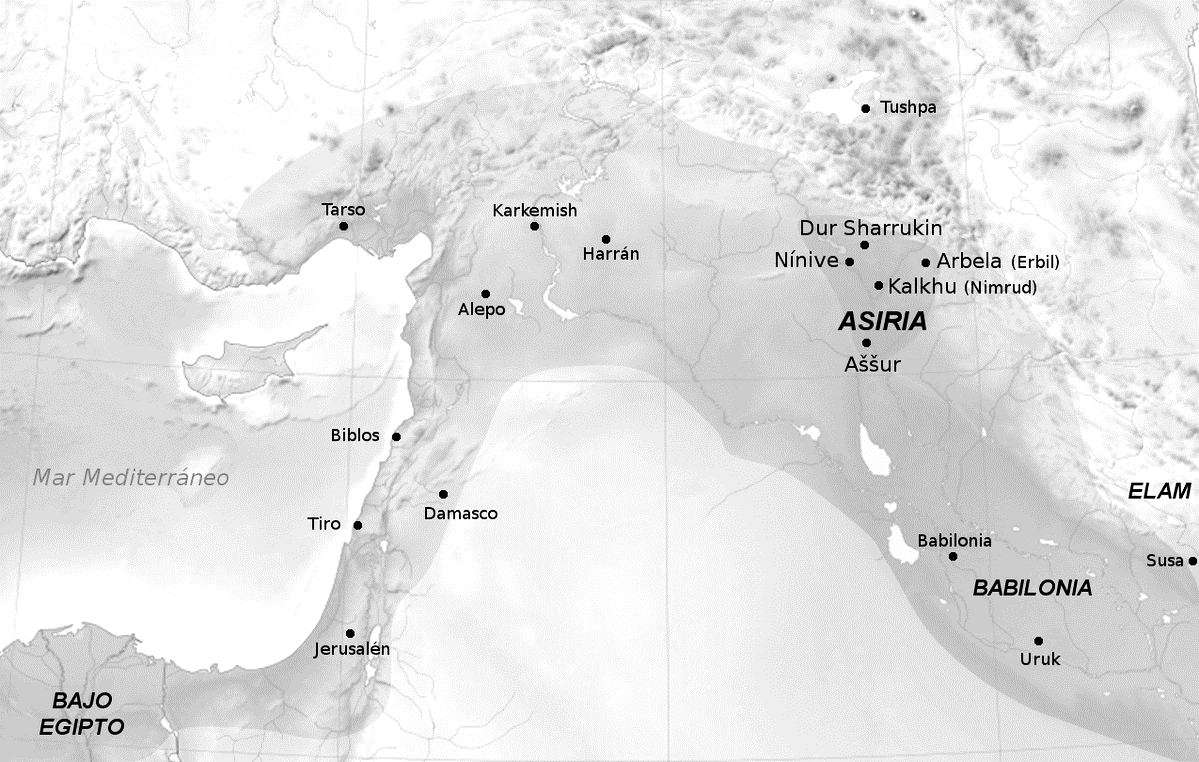 Tushpa
Tarso
Karkemish
Harrán
Dur Sharrukin
Nínive
Arbela (Erbil)
Kalkhu (Nimrud)
Alepo
ASIRIA
Aššur
Biblos
Mar Mediterráneo
Damasco
ELAM
Tiro
Babilonia
Susa
BABILONIA
Jerusalén
Uruk
BAJO
EGIPTO